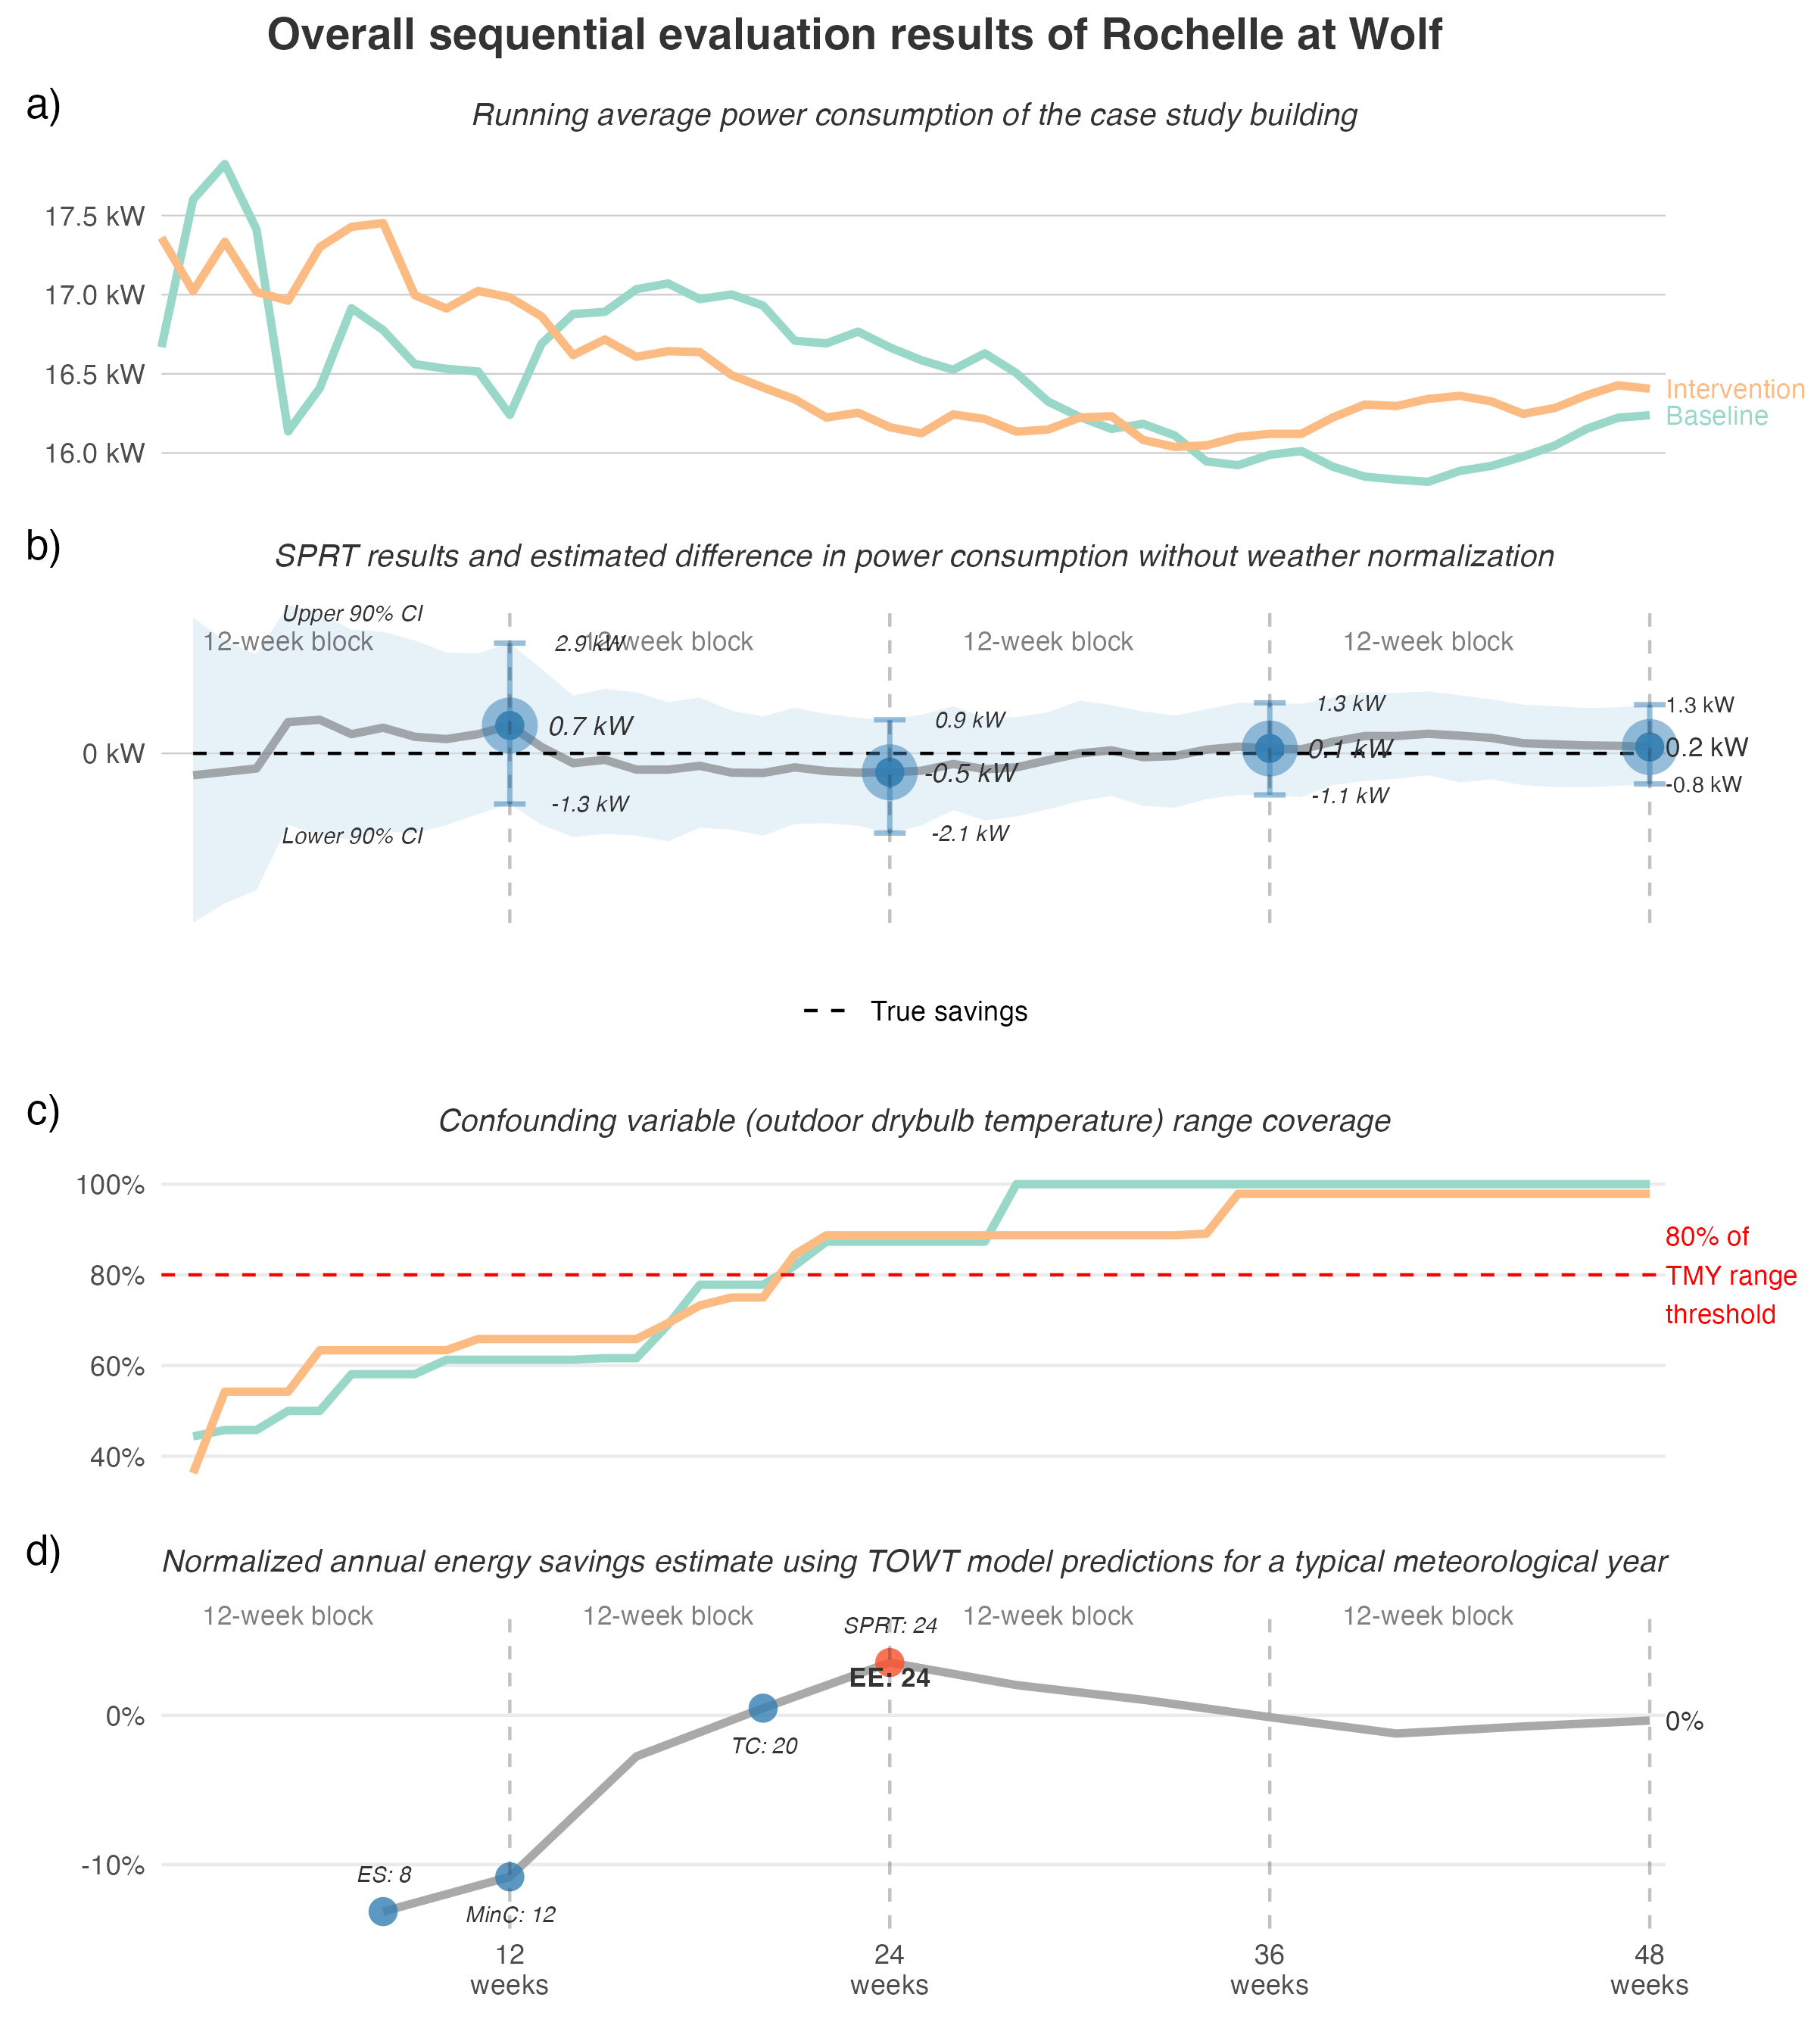 Overall sequential evaluation results of Rochelle at Wolf
a)
Running average power consumption of the case study building
17.5 kW
17.0 kW
16.5 kW
16.0 kW
Intervention
Baseline
b)
SPRT results and estimated difference in power consumption without weather normalization
Upper 90% CI
12-week block
12-week block
12-week block
12-week block
2.9 kW
0.7 kW
-1.3 kW
0.9 kW
-0.5 kW
-2.1 kW
1.3 kW
0.1 kW
-1.1 kW
1.3 kW
0.2 kW
-0.8 kW
0 kW
Lower 90% CI
True savings
c)
Confounding variable (outdoor drybulb temperature) range coverage
100%
80%
60%
40%
80% of
TMY range
threshold
d)
Normalized annual energy savings estimate using TOWT model predictions for a typical meteorological year
12-week block
12-week block
12-week block
12-week block
SPRT: 24
EE: 24
0%
TC: 20
0%
-10%
ES: 8
MinC: 12
12
weeks
24
weeks
36
weeks
48
weeks